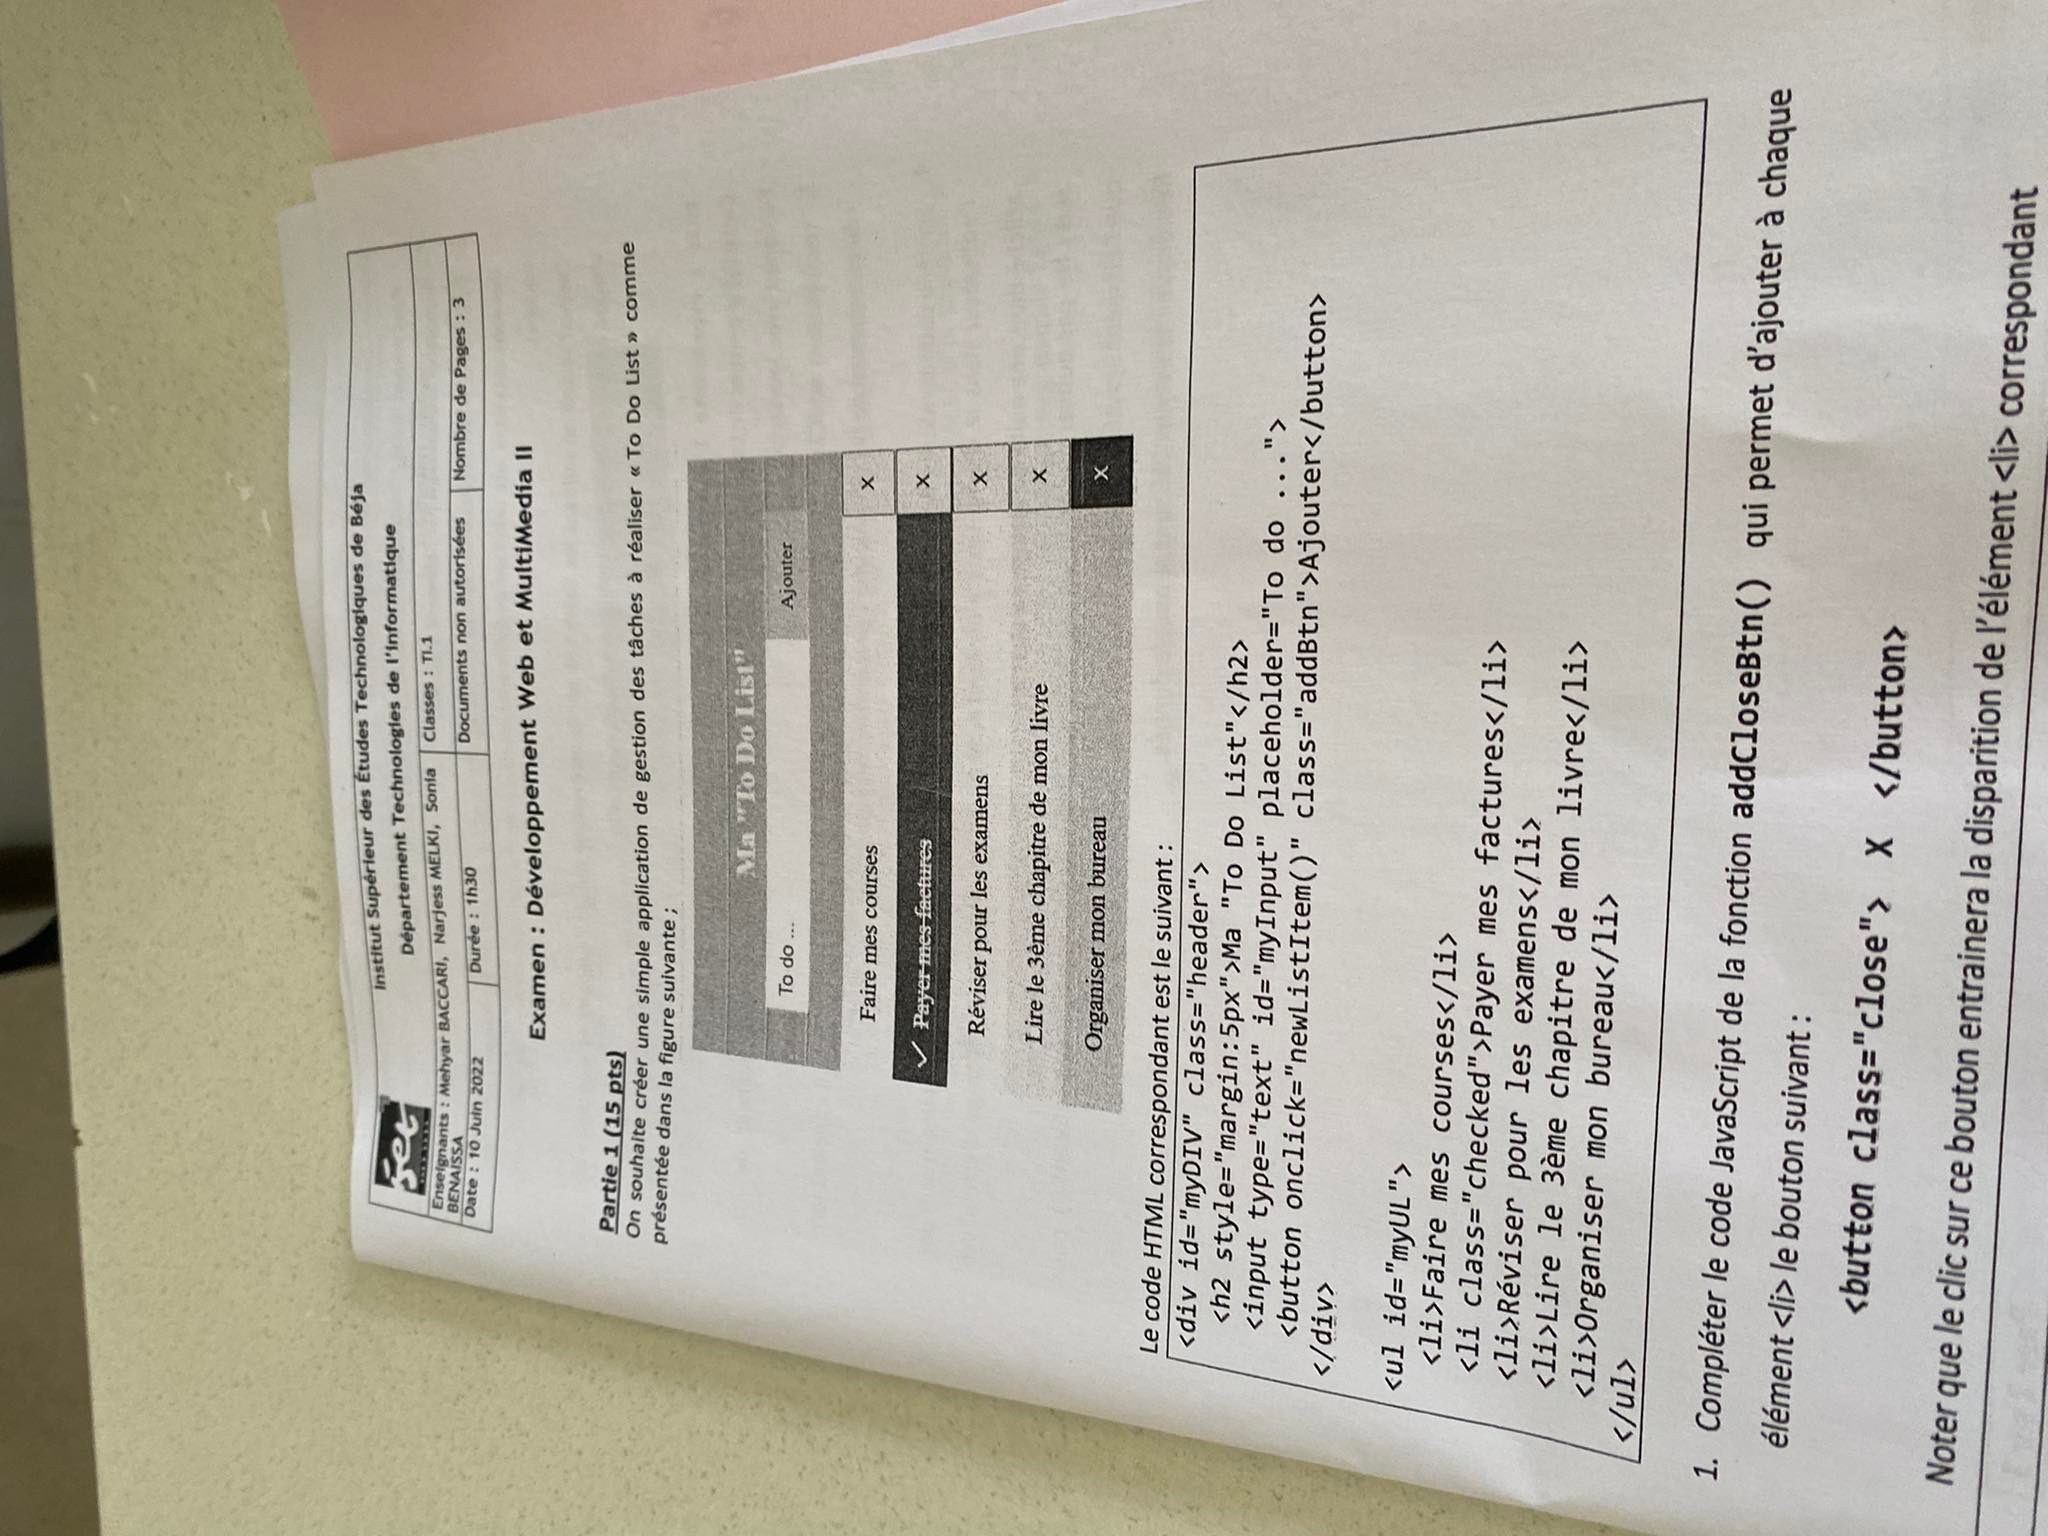 Institut Supérieur des Études Technologiques de Béja
iset
Département Technologies de l'informatique
Enseignants : Mehyar BACCARI, Narjess MELKI, Sonia BENAISSA
Classes : TI.1
Date : 10 Juin 2022
Durée : 1h30
Documents non autorisées
Nombre de Pages : 3
Examen : Développement Web et MultiMedia II
Partie 1 (15 pts)
On souhaite créer une simple application de gestion des tâches à réaliser « To Do List » comme
présentée dans la figure suivante ;
Ma "To Do List"
To do ...
Ajouter
Faire mes courses
X
Payer mes factures
X
Réviser pour les examens
X
Lire le 3ême chapitre de mon livre
X
Organiser mon bureau
X
Le code HTML correspondant est le suivant :
<div id="myDIV" class="header">
<h2 style="margin:5px">Ma "To Do List"</h2>
<input type="text" id="myInput" placeholder="To do ...">
<button onclick="newListItem()" class="addBtn">Ajouter</button>
</div>
<ul id="myUL">
<li>Faire mes courses</li>
<li class="checked">Payer mes factures</li>
<li>Réviser pour les examens</li>
<li>Lire le 3ème chapitre de mon livre</li>
<li>Organiser mon bureau</li>
</ul>
1. Compléter le code JavaScript de la fonction addCloseBtn() qui permet d'ajouter à chaque
élément <li> le bouton suivant :
<button class="close"> X </button>
Noter que le clic sur ce bouton entrainera la disparition de l'élément <li> correspondant